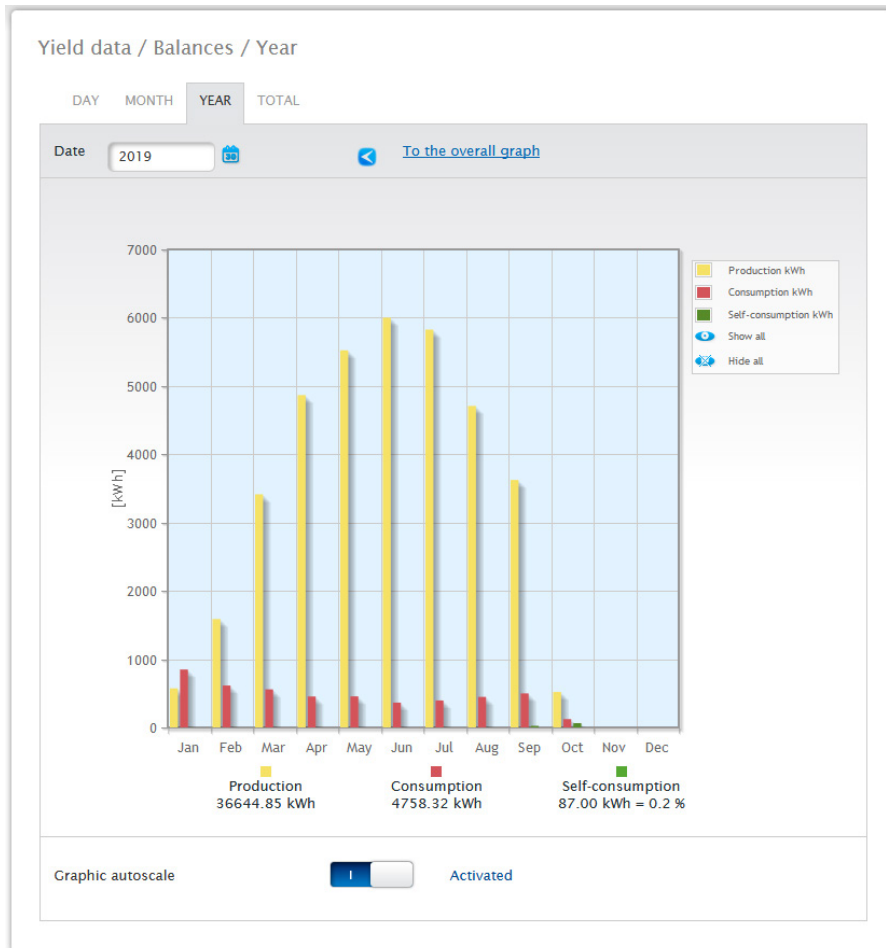 Yield data / Balances / Year
DAY MONTH YEAR TOTAL
Date 2019 30 To the overall graph
7000
6000
5000
4000
3000
2000
1000
0
[kWh]
Jan Feb Mar Apr May Jun Jul Aug Sep Oct Nov Dec
Production kWh
Consumption kWh
Self-consumption kWh
Show all
Hide all
Production Consumption Self-consumption
36644.85 kWh 4758.32 kWh 87.00 kWh = 0.2 %
Graphic autoscale I Activated